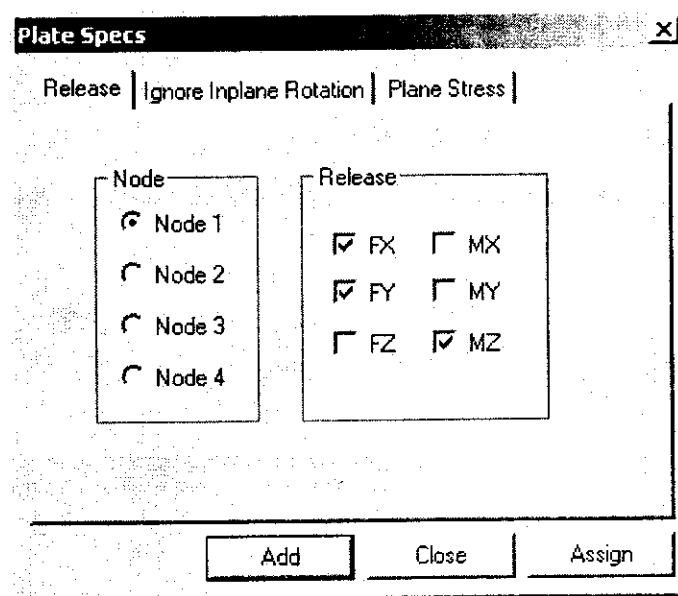 Plate Specs
Release Ignore Inplane Rotation Plane Stress
Node
Node 1
Node 2
Node 3
Node 4
Release
FX MX
FY MY
FZ MZ
Add Close Assign